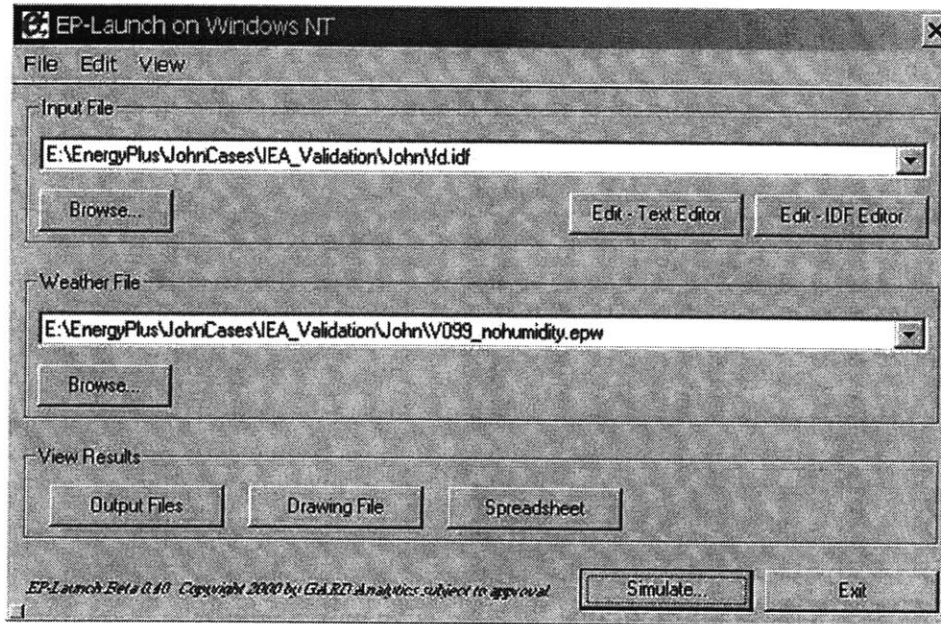 EP-Launch on Windows NT
File Edit View
Input File
E:\EnergyPlus\JohnCases\IEA_Validation\John\fd.idf
Browse...
Edit - Text Editor
Edit - IDF Editor
Weather File
E:\EnergyPlus\JohnCases\IEA_Validation\John\V099_nohumidity.epw
Browse...
View Results
Output Files
Drawing File
Spreadsheet
EP-Launch Beta 0.40 Copyright 2000 by GARD Analytics subject to approval
Simulate...
Exit